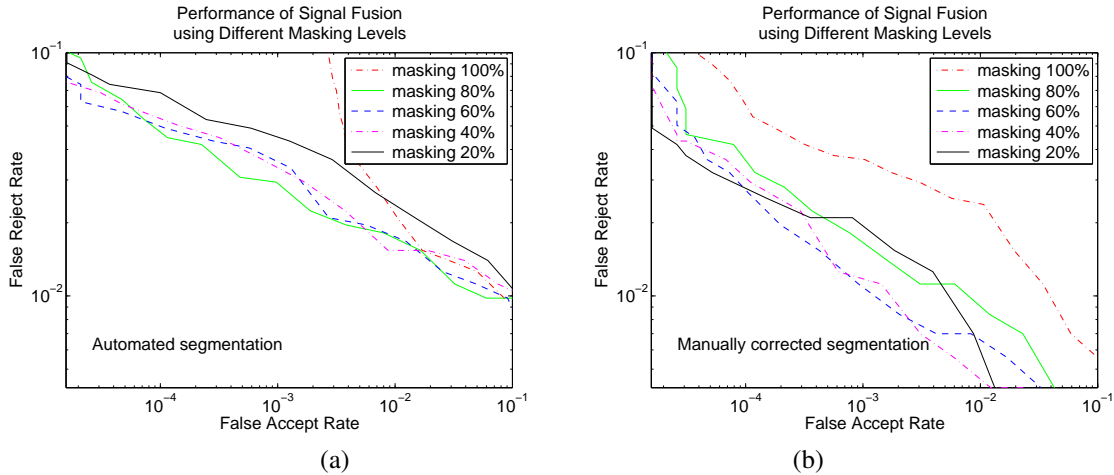 Performance of Signal Fusion
using Different Masking Levels
10^-1
10^-2
False Reject Rate
masking 100%
masking 80%
masking 60%
masking 40%
masking 20%
Automated segmentation
10^-4
10^-3
10^-2
10^-1
False Accept Rate
(a)
Performance of Signal Fusion
using Different Masking Levels
10^-1
10^-2
False Reject Rate
masking 100%
masking 80%
masking 60%
masking 40%
masking 20%
Manually corrected segmentation
10^-4
10^-3
10^-2
10^-1
False Accept Rate
(b)